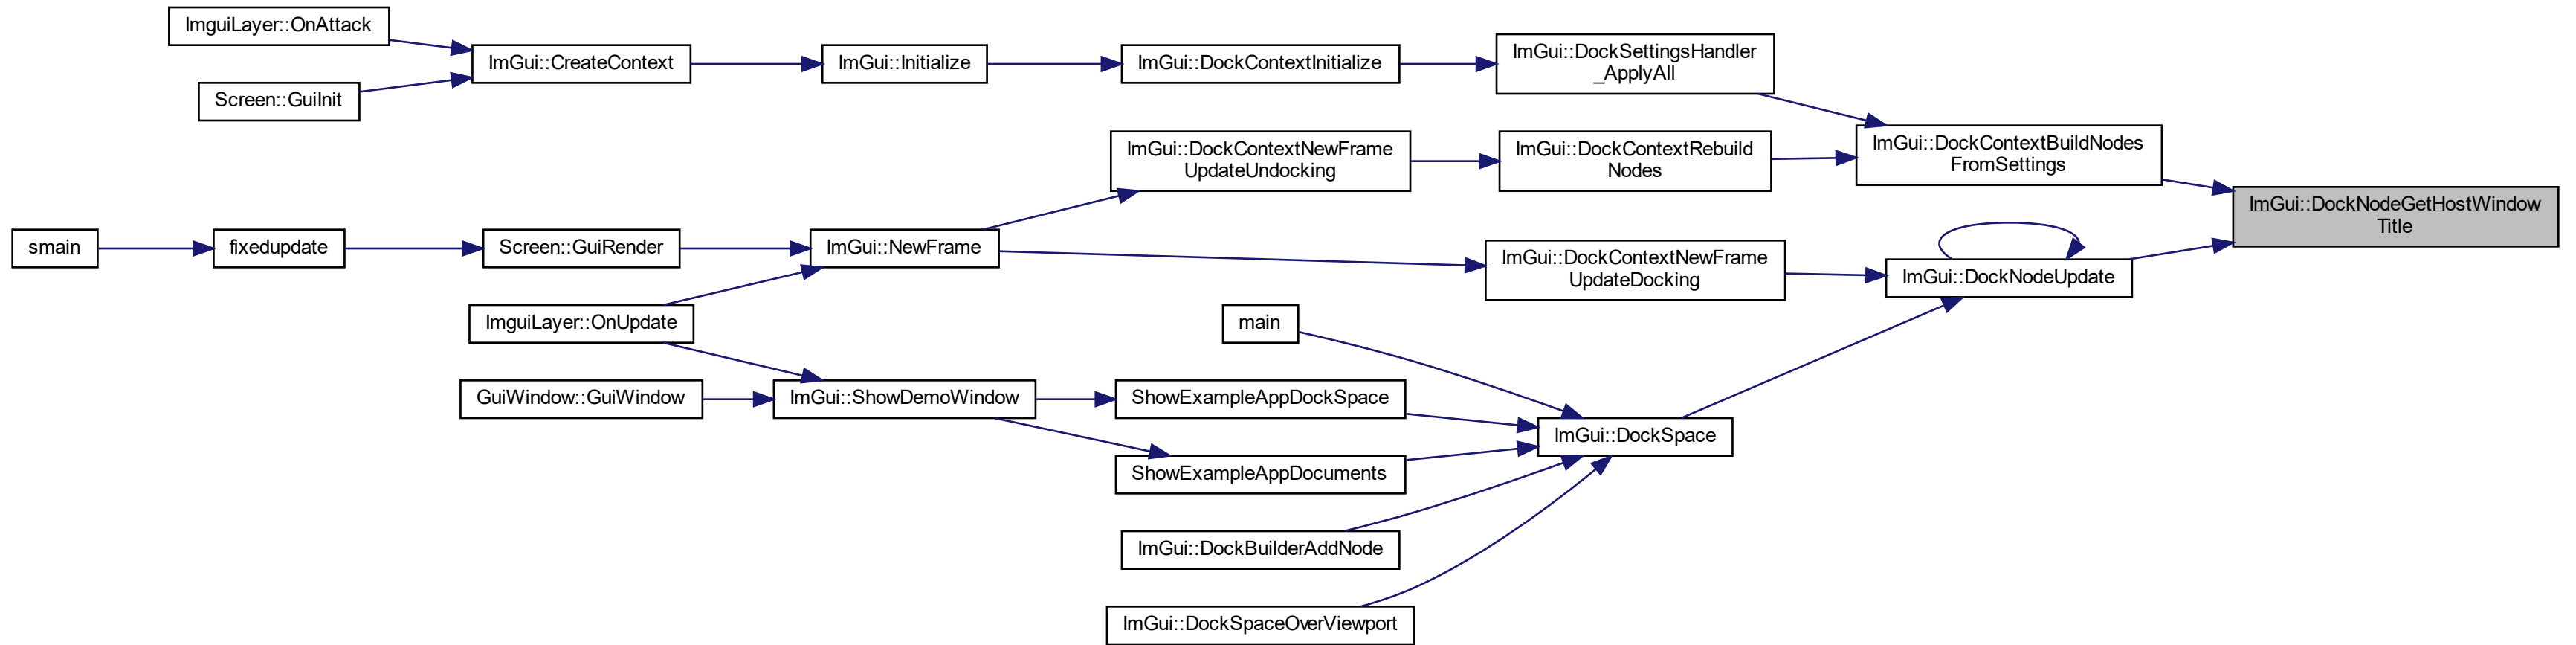 ImguiLayer::OnAttack
ImGui::CreateContext
ImGui::Initialize
ImGui::DockContextInitialize
ImGui::DockSettingsHandler
_ApplyAll
Screen::GuiInit
ImGui::DockContextNewFrame
UpdateUndocking
ImGui::DockContextRebuild
Nodes
ImGui::DockContextBuildNodes
FromSettings
ImGui::DockNodeGetHostWindow
Title
smain
fixedupdate
Screen::GuiRender
ImGui::NewFrame
ImGui::DockContextNewFrame
UpdateDocking
ImGui::DockNodeUpdate
ImguiLayer::OnUpdate
main
GuiWindow::GuiWindow
ImGui::ShowDemoWindow
ShowExampleAppDockSpace
ImGui::DockSpace
ShowExampleAppDocuments
ImGui::DockBuilderAddNode
ImGui::DockSpaceOverViewport